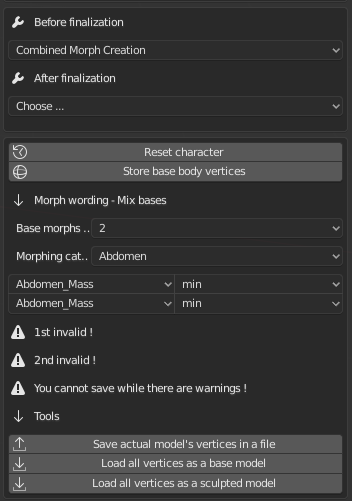 Before finalization
Combined Morph Creation
After finalization
Choose ...
Reset character
Store base body vertices
Morph wording - Mix bases
Base morphs .. 2
Morphing cat.. Abdomen
Abdomen_Mass min
Abdomen_Mass min
1st invalid !
2nd invalid !
You cannot save while there are warnings !
Tools
Save actual model's vertices in a file
Load all vertices as a base model
Load all vertices as a sculpted model